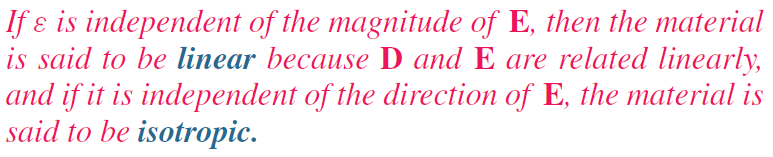 If ε is independent of the magnitude of E, then the material
is said to be linear because D and E are related linearly,
and if it is independent of the direction of E, the material is
said to be isotropic.